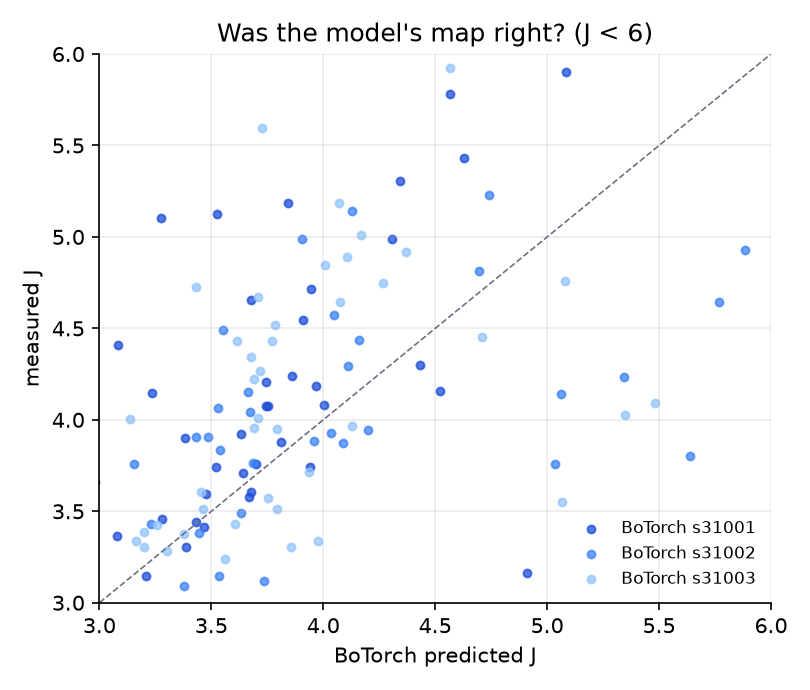 Was the model's map right? (J < 6)
6.0
5.5
5.0
4.5
4.0
3.5
3.0
measured J
BoTorch s31001
BoTorch s31002
BoTorch s31003
3.0 3.5 4.0 4.5 5.0 5.5 6.0
BoTorch predicted J